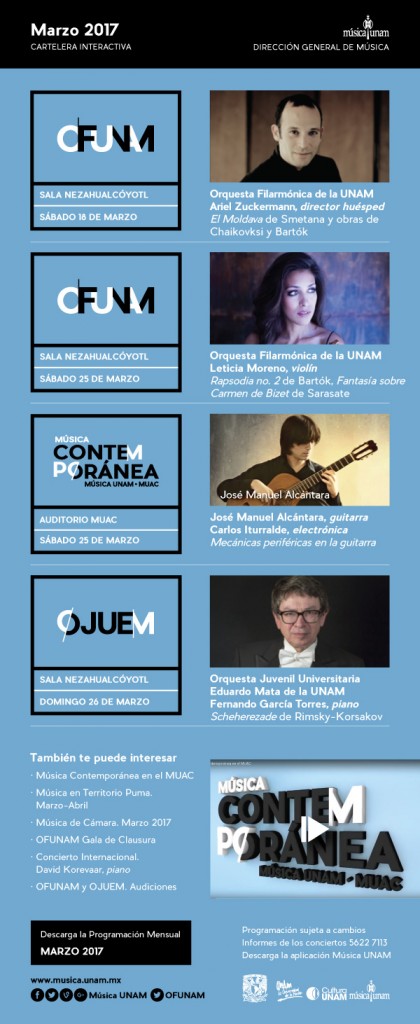 Marzo 2017
CARTELERA INTERACTIVA
música unam
DIRECCIÓN GENERAL DE MÚSICA
OFUNAM
SALA NEZAHUALCÓYOTL
SÁBADO 18 DE MARZO
Orquesta Filarmónica de la UNAM
Ariel Zuckermann, director huésped
El Moldava de Smetana y obras de
Chaikovksi y Bartók
OFUNAM
SALA NEZAHUALCÓYOTL
SÁBADO 25 DE MARZO
Orquesta Filarmónica de la UNAM
Leticia Moreno, violín
Rapsodia no. 2 de Bartók, Fantasía sobre
Carmen de Bizet de Sarasate
MÚSICA
CONTEM
PORÁNEA
MÚSICA UNAM • MUAC
AUDITORIO MUAC
SÁBADO 25 DE MARZO
José Manuel Alcántara
José Manuel Alcántara, guitarra
Carlos Iturralde, electrónica
Mecánicas periféricas en la guitarra
OJUEM
SALA NEZAHUALCÓYOTL
DOMINGO 26 DE MARZO
Orquesta Juvenil Universitaria
Eduardo Mata de la UNAM
Fernando García Torres, piano
Scheherezade de Rimsky-Korsakov
También te puede interesar
· Música Contemporánea en el MUAC
· Música en Territorio Puma.
Marzo-Abril
· Música de Cámara. Marzo 2017
· OFUNAM Gala de Clausura
· Concierto Internacional.
David Korevaar, piano
· OFUNAM y OJUEM. Audiciones
MÚSICA
CONTEM
PORÁNEA
MÚSICA UNAM • MUAC
Descarga la Programación Mensual
MARZO 2017
Programación sujeta a cambios
Informes de los conciertos 5622 7113
Descarga la aplicación Música UNAM
www.musica.unam.mx
Música UNAM OFUNAM
Cultura
UNAM
música unam